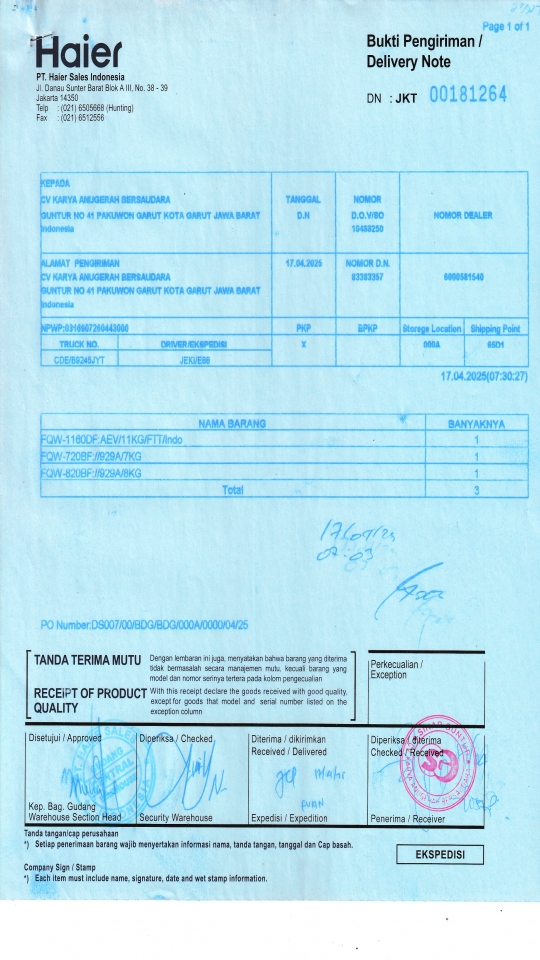 Page 1 of 1
Haier
PT. Haier Sales Indonesia
Jl. Danau Sunter Barat Blok A III, No. 38 - 39
Jakarta 14350
Telp : (021) 6505668 (Hunting)
Fax : (021) 6512556
Bukti Pengiriman /
Delivery Note
DN : JKT 00181264
KEPADA
CV KARYA ANUGERAH BERSAUDARA
GUNTUR NO 41 PAKUWON GARUT KOTA GARUT JAWA BARAT
Indonesia
TANGGAL
D.N
NOMOR
D.O.V/BO
NOMOR DEALER
ALAMAT PENGIRIMAN
CV KARYA ANUGERAH BERSAUDARA
GUNTUR NO 41 PAKUWON GARUT KOTA GARUT JAWA BARAT
Indonesia
17.04.2025
NOMOR D.N.
83383357
6000581540
PKP
BPKP
Storege Location
Shipping Point
TRUCK NO.
DRIVER/EKSPEDISI
X
000A
65D1
17.04.2025(07:30:27)
NAMA BARANG
BANYAKNYA
FQW-1160DF:AEV/11KG/FTT/indo
1
FQW-720BF://929A/7KG
1
FQW-820BF://929A/8KG
1
Total
3
PO Number:DS007/00/BDG/BDG/000A/0000/04/25
TANDA TERIMA MUTU
Dengan lembaran ini juga, menyatakan bahwa barang yang diterima
tidak bermasalah secara manajemen mutu, kecuali barang yang
model dan nomor serinya tertera pada kolom pengecualian
RECEIPT OF PRODUCT
QUALITY
With this receipt declare the goods received with good quality,
except for goods that model and serial number listed on the
exception column
Perkecualian /
Exception
Disetujui / Approved
Kep. Bag. Gudang
Warehouse Section Head
Diperiksa / Checked
Security Warehouse
Diterima / dikirimkan
Received / Delivered
Expedisi / Expedition
Diperiksa / diterima
Checked / Received
Penerima / Receiver
Tanda tangan/cap perusahaan
*) Setiap penerimaan barang wajib menyertakan informasi nama, tanda tangan, tanggal dan Cap basah.
EKSPEDISI
Company Sign / Stamp
*) Each item must include name, signature, date and wet stamp information.